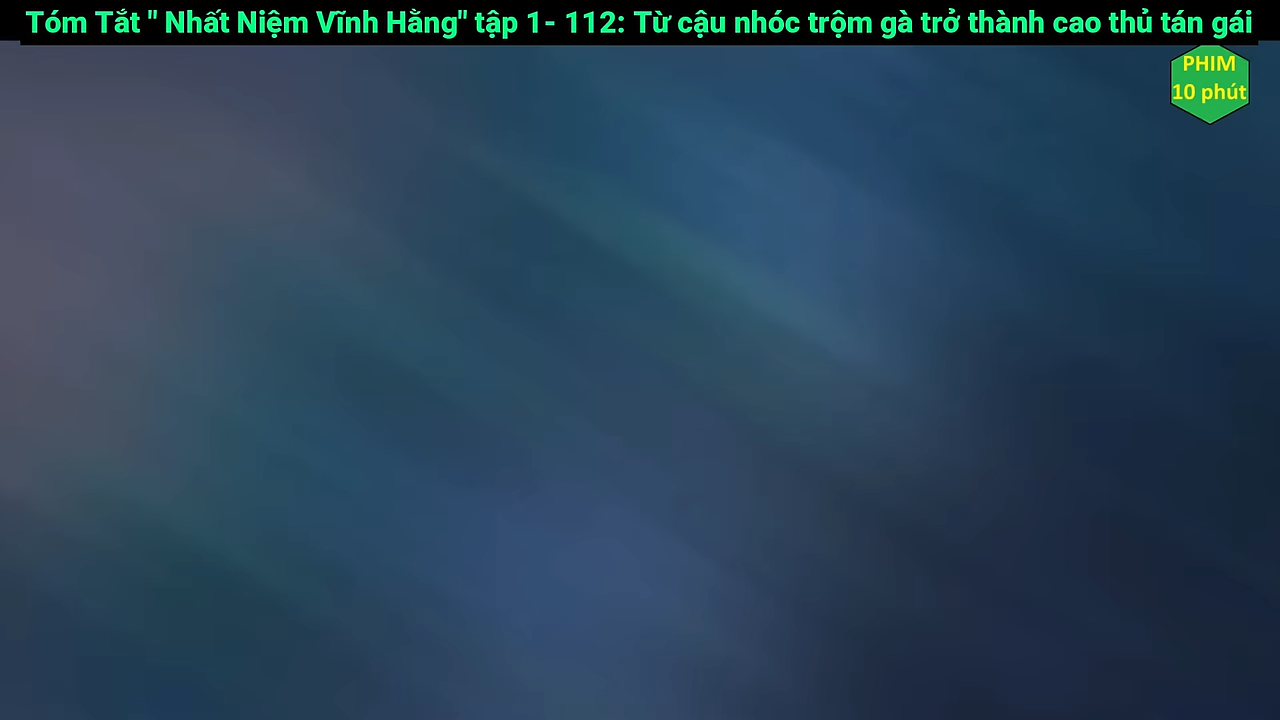 Tóm Tắt " Nhất Niệm Vĩnh Hằng" tập 1- 112: Từ cậu nhóc trộm gà trở thành cao thủ tán gái
PHIM
10 phút